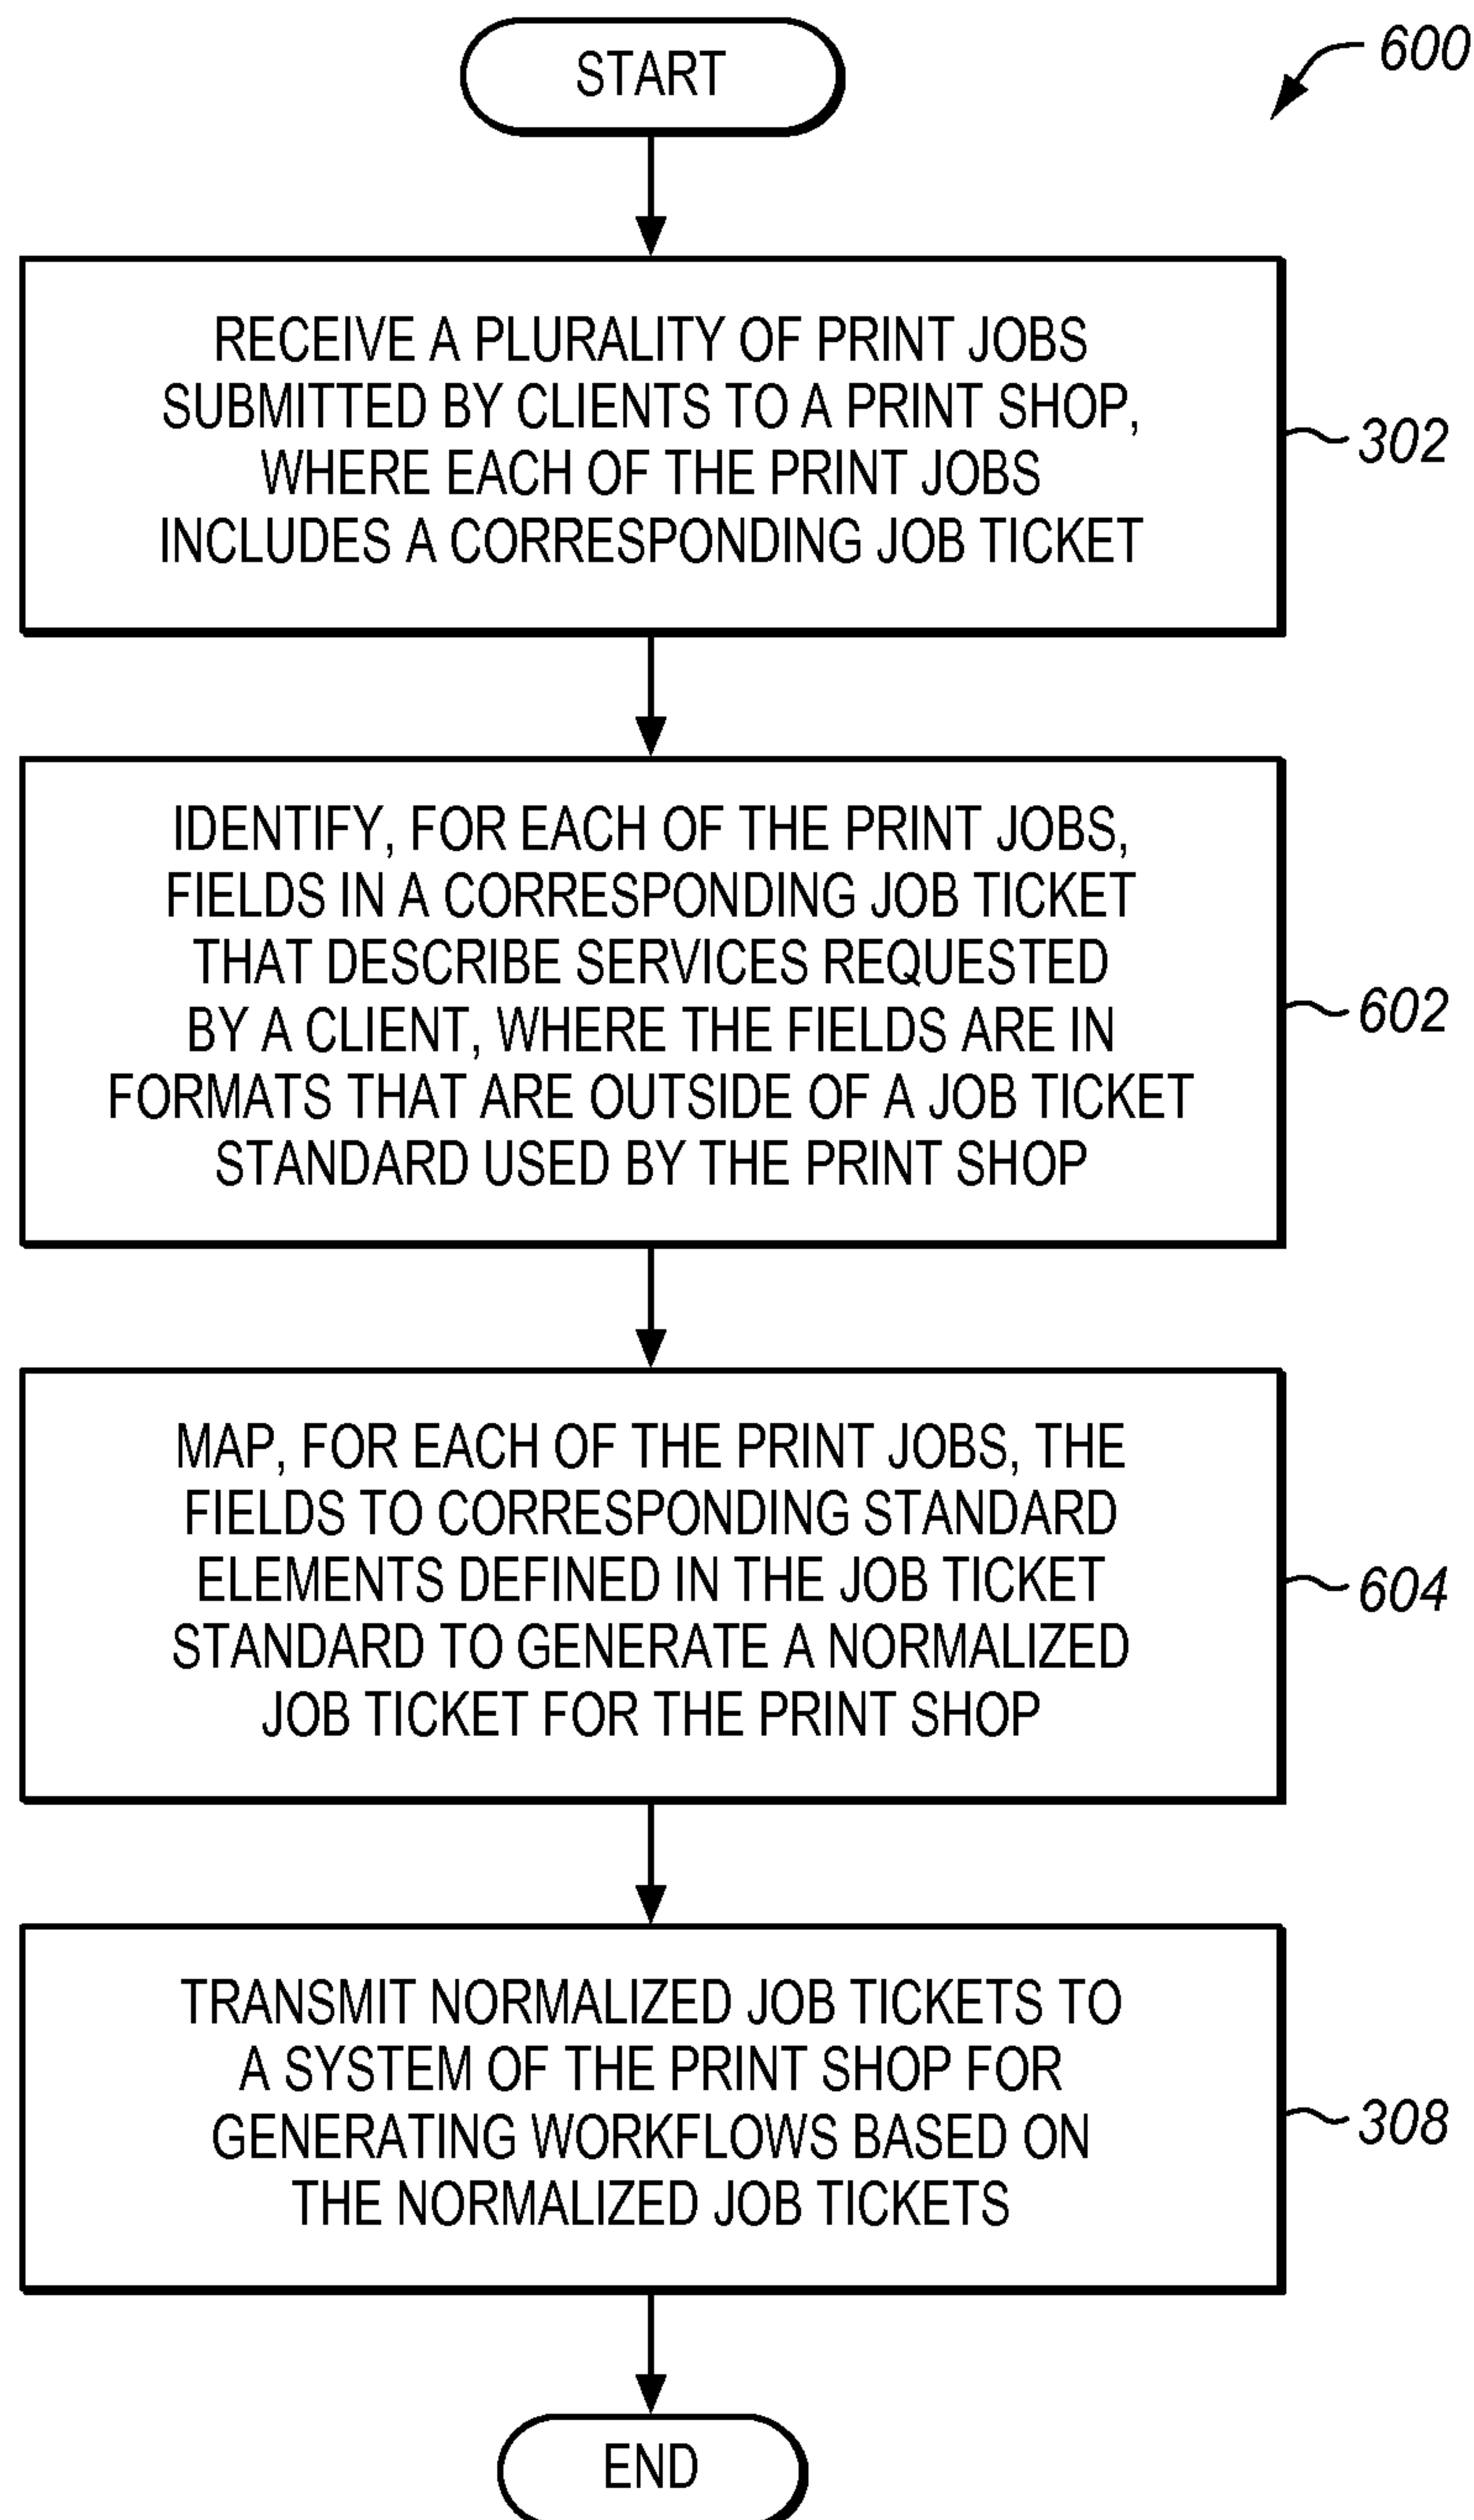 START
600
RECEIVE A PLURALITY OF PRINT JOBS
SUBMITTED BY CLIENTS TO A PRINT SHOP,
WHERE EACH OF THE PRINT JOBS
INCLUDES A CORRESPONDING JOB TICKET
302
IDENTIFY, FOR EACH OF THE PRINT JOBS,
FIELDS IN A CORRESPONDING JOB TICKET
THAT DESCRIBE SERVICES REQUESTED
BY A CLIENT, WHERE THE FIELDS ARE IN
FORMATS THAT ARE OUTSIDE OF A JOB TICKET
STANDARD USED BY THE PRINT SHOP
602
MAP, FOR EACH OF THE PRINT JOBS, THE
FIELDS TO CORRESPONDING STANDARD
ELEMENTS DEFINED IN THE JOB TICKET
STANDARD TO GENERATE A NORMALIZED
JOB TICKET FOR THE PRINT SHOP
604
TRANSMIT NORMALIZED JOB TICKETS TO
A SYSTEM OF THE PRINT SHOP FOR
GENERATING WORKFLOWS BASED ON
THE NORMALIZED JOB TICKETS
308
END